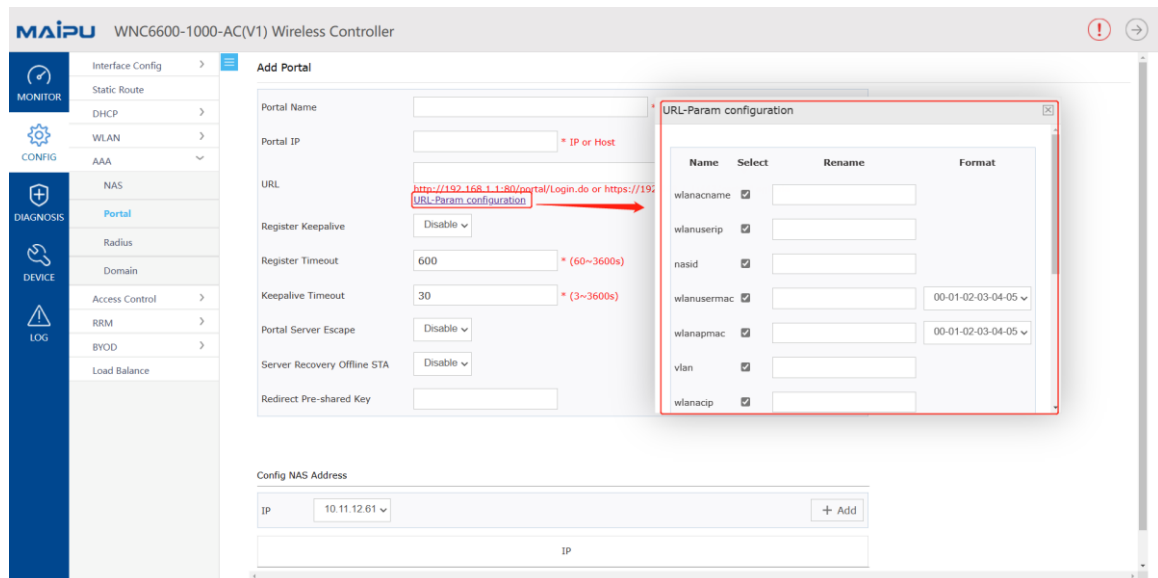 MAIPU WNC6600-1000-AC(V1) Wireless Controller
MONITOR
CONFIG
DIAGNOSIS
DEVICE
LOG
Interface Config
Static Route
DHCP
WLAN
AAA
NAS
Portal
Radius
Domain
Access Control
RRM
BYOD
Load Balance
Add Portal
Portal Name *
Portal IP * IP or Host
URL
http://192.168.1.1:80/portal/Login.do or https://192
URL-Param configuration
Register Keepalive Disable
Register Timeout 600 * (60~3600s)
Keepalive Timeout 30 * (3~3600s)
Portal Server Escape Disable
Server Recovery Offline STA Disable
Redirect Pre-shared Key
URL-Param configuration
Name Select Rename Format
wlanacname
wlanuserip
nasid
wlanusermac 00-01-02-03-04-05
wlanapmac 00-01-02-03-04-05
vlan
wlanacip
Config NAS Address
IP 10.11.12.61 + Add
IP